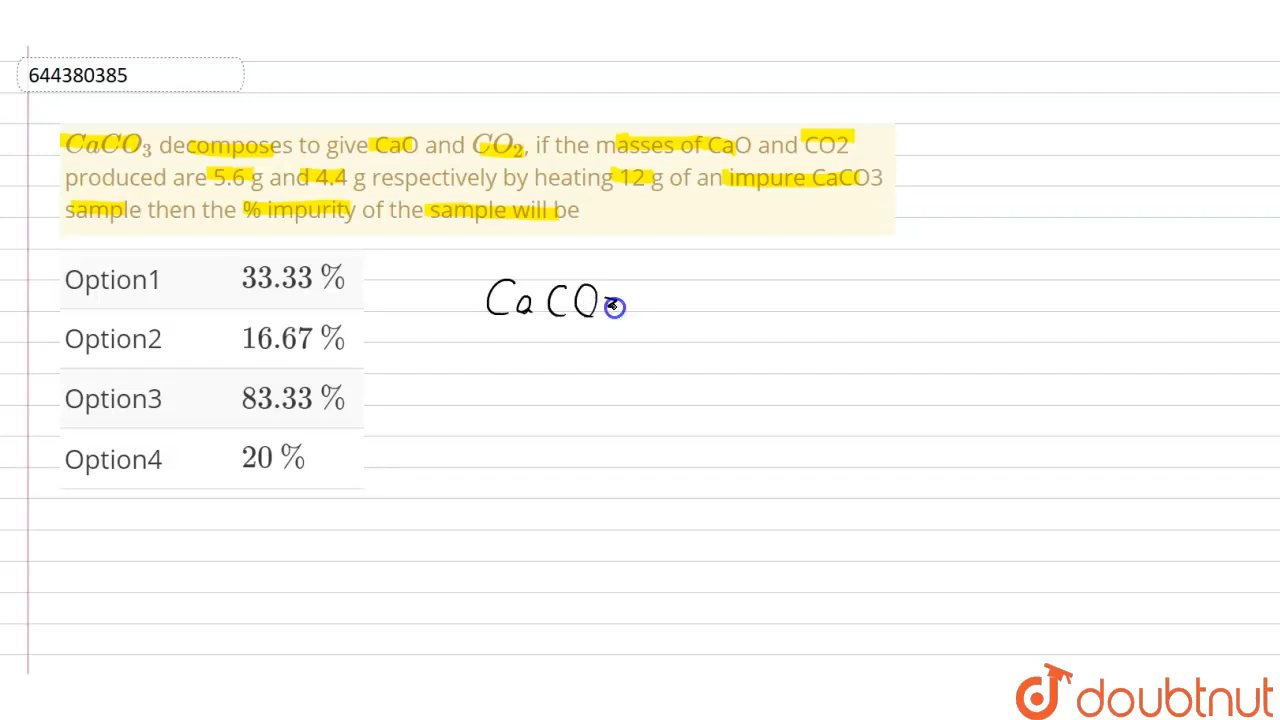 644380385
CaCO₃ decomposes to give CaO and CO₂, if the masses of CaO and CO2
produced are 5.6 g and 4.4 g respectively by heating 12 g of an impure CaCO3
sample then the % impurity of the sample will be
Option1 33.33 %
Option2 16.67 %
Option3 83.33 %
Option4 20 %
CaCO
doubtnut